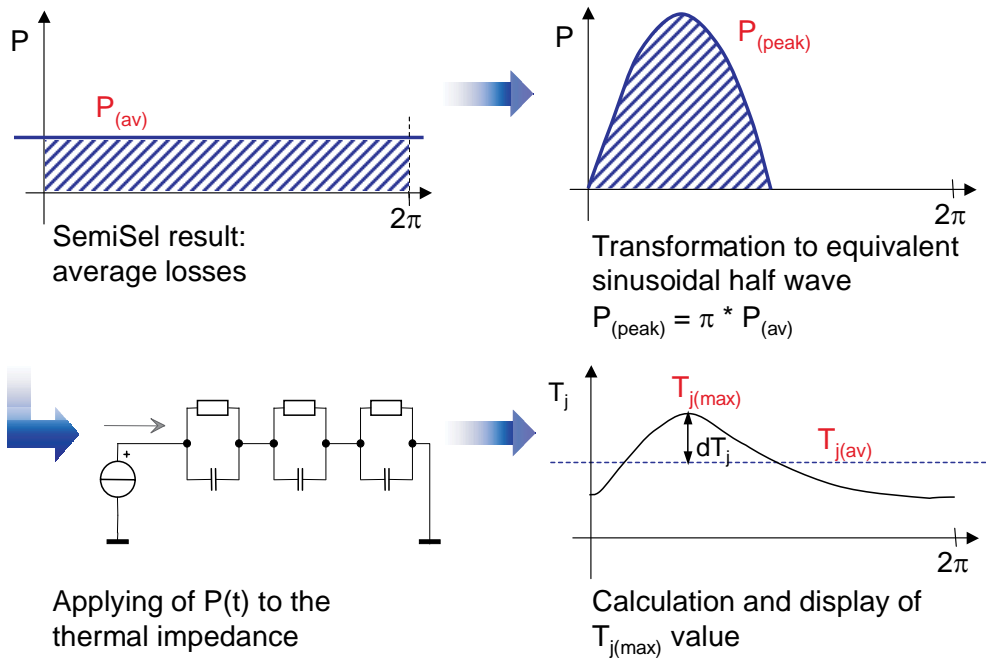 P
P(av)
2π
SemiSel result:
average losses
P
P(peak)
2π
Transformation to equivalent
sinusoidal half wave
P(peak) = π * P(av)
+
Applying of P(t) to the
thermal impedance
Tj
Tj(max)
dTj
Tj(av)
2π
Calculation and display of
Tj(max) value